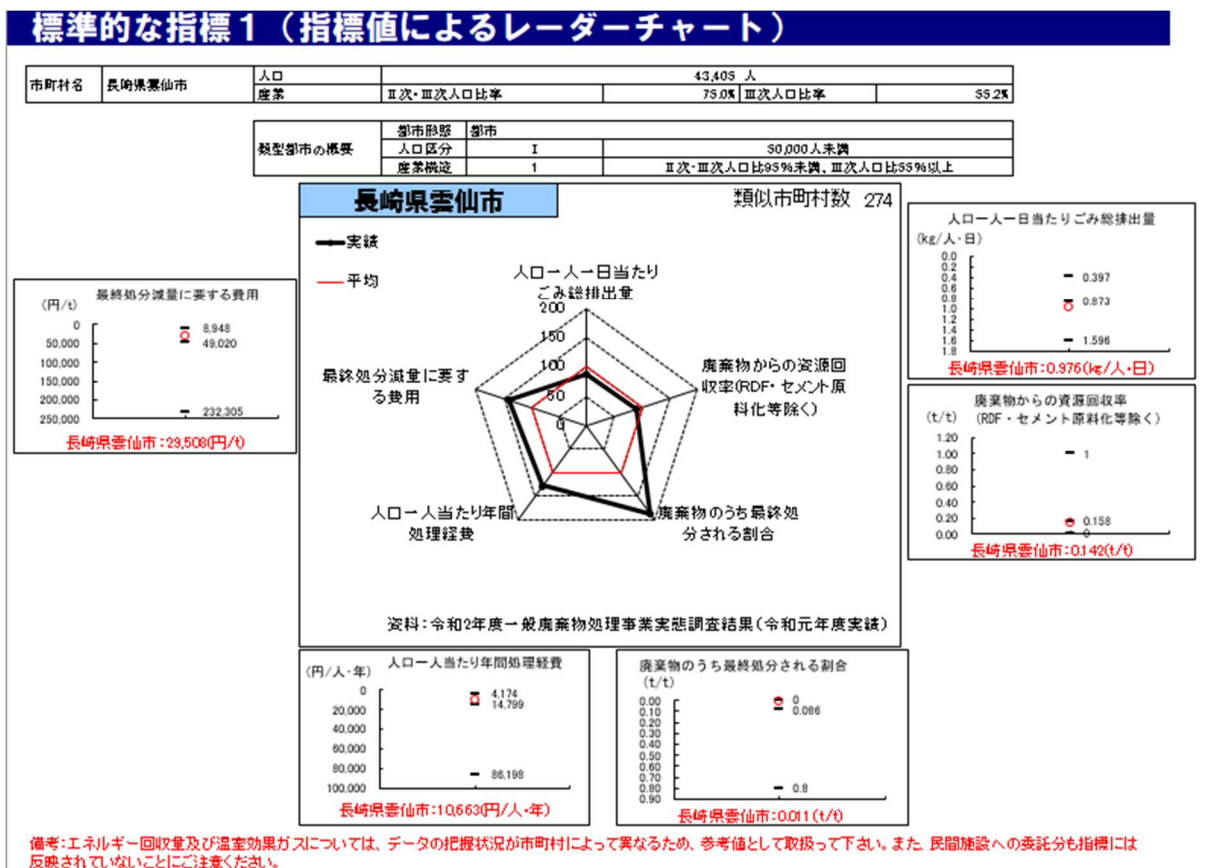 標準的な指標1（指標値によるレーダーチャート）
市町村名 長崎県雲仙市 人口 43,405 人
産業 Ⅱ次・Ⅲ次人口比率 75.0% Ⅲ次人口比率 55.2%
類型都市の概要 都市形態 都市
人口区分 I 50,000人未満
産業構造 1 Ⅱ次・Ⅲ次人口比95%未満、Ⅲ次人口比55%以上
長崎県雲仙市
類似市町村数 274
実績
平均
人口一人一日当たり
ごみ総排出量
200
150
100
50
0
廃棄物からの資源回
収率(RDF・セメント原
料化等除く)
廃棄物のうち最終処
分される割合
人口一人当たり年間
処理経費
最終処分減量に要す
る費用
資料：令和2年度一般廃棄物処理事業実態調査結果（令和元年度実績）
最終処分減量に要する費用
(円/t)
0
50,000
100,000
150,000
200,000
250,000
8,948
49,020
232,305
長崎県雲仙市：29,508(円/t)
人口一人一日当たりごみ総排出量
(kg/人・日)
0.0
0.2
0.4
0.6
0.8
1.0
1.2
1.4
1.6
1.8
0.397
0.873
1.596
長崎県雲仙市：0.976(kg/人・日)
廃棄物からの資源回収率
(t/t) (RDF・セメント原料化等除く)
1.20
1.00
0.80
0.60
0.40
0.20
0.00
1
0.158
0
長崎県雲仙市：0.142(t/t)
人口一人当たり年間処理経費
(円/人・年)
0
20,000
40,000
60,000
80,000
100,000
4,174
14,799
86,198
長崎県雲仙市：10,663(円/人・年)
廃棄物のうち最終処分される割合
(t/t)
0.00
0.10
0.20
0.30
0.40
0.50
0.60
0.70
0.80
0.90
0
0.086
0.8
長崎県雲仙市：0.011(t/t)
備考：エネルギー回収量及び温室効果ガスについては、データの把握状況が市町村によって異なるため、参考値として取扱って下さい。また、民間施設への委託分も指標には
反映されていないことにご注意ください。